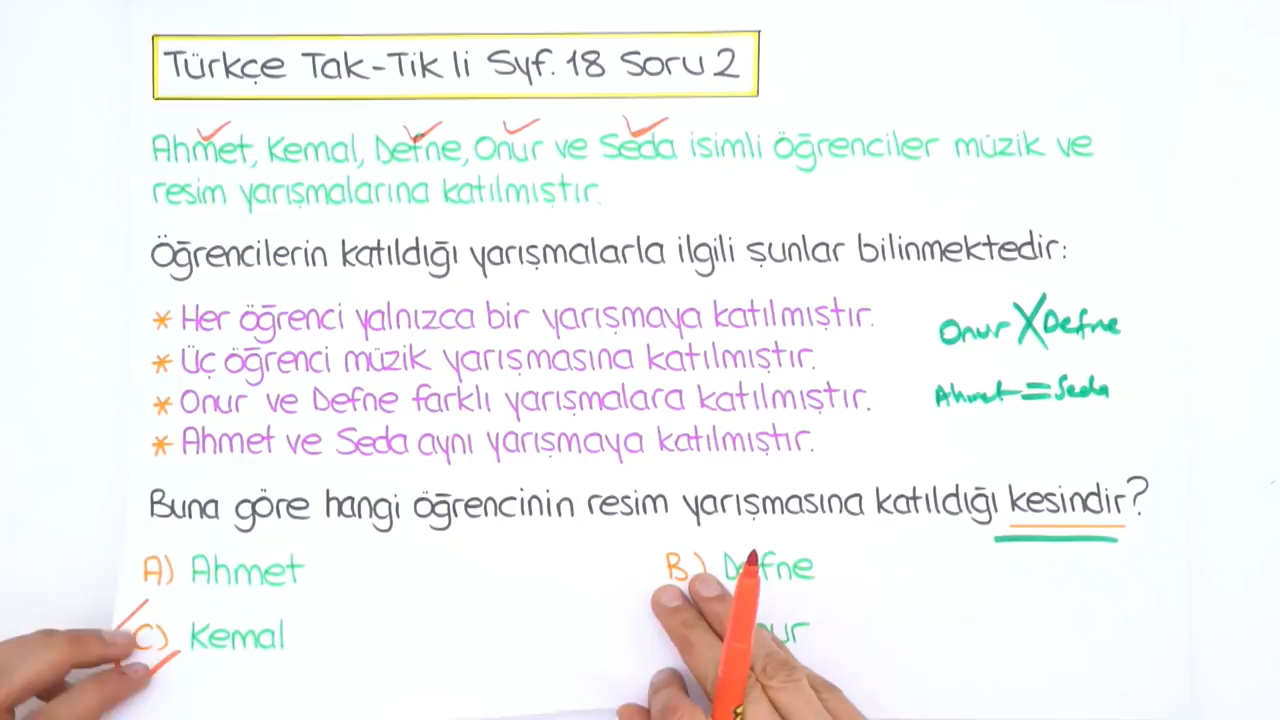 Türkçe Tak-Tikli Syf. 18 Soru 2
Ahmet, Kemal, Defne, Onur ve Seda isimli öğrenciler müzik ve
resim yarışmalarına katılmıştır.
Öğrencilerin katıldığı yarışmalarla ilgili şunlar bilinmektedir:
* Her öğrenci yalnızca bir yarışmaya katılmıştır.
* Üç öğrenci müzik yarışmasına katılmıştır.
* Onur ve Defne farklı yarışmalara katılmıştır.
* Ahmet ve Seda aynı yarışmaya katılmıştır.
Onur X Defne
Ahmet = Seda
Buna göre hangi öğrencinin resim yarışmasına katıldığı kesindir?
A) Ahmet
B) Defne
C) Kemal